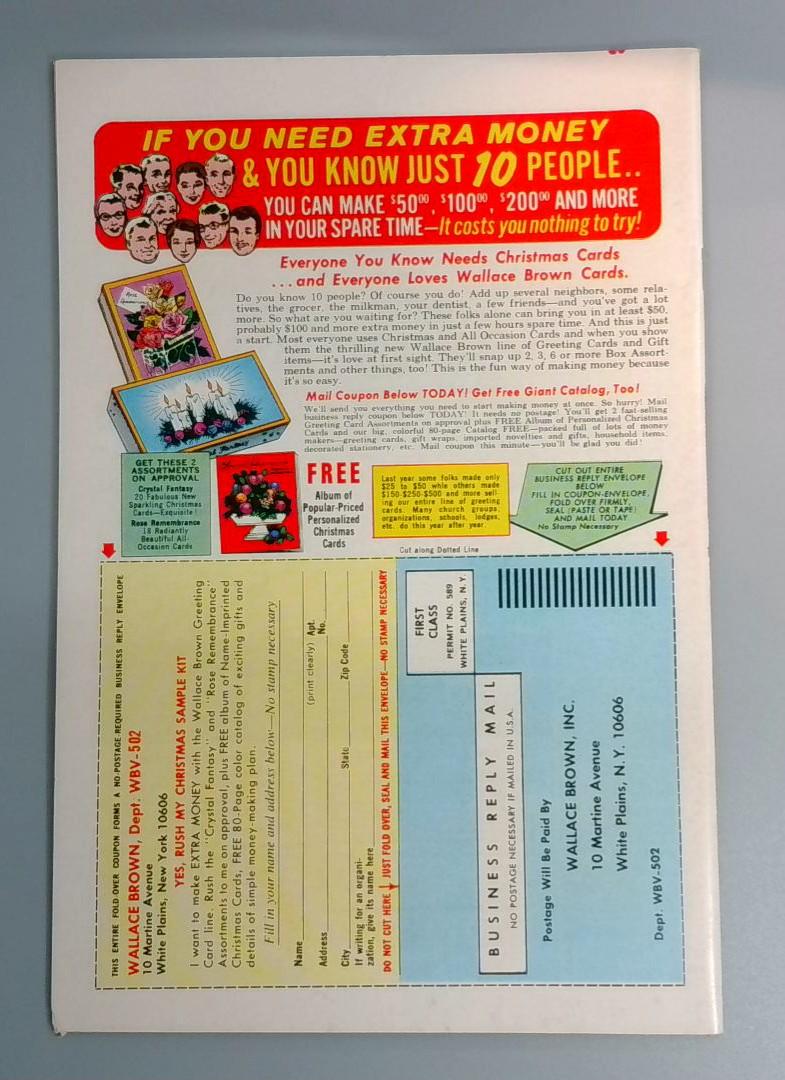 IF YOU NEED EXTRA MONEY
& YOU KNOW JUST 10 PEOPLE..
YOU CAN MAKE $50⁰⁰, $100⁰⁰, $200⁰⁰ AND MORE
IN YOUR SPARE TIME—It costs you nothing to try!
Everyone You Know Needs Christmas Cards
...and Everyone Loves Wallace Brown Cards.
Do you know 10 people? Of course you do! Add up several neighbors, some rela-
tives, the grocer, the milkman, your dentist, a few friends—and you've got a lot
more. So what are you waiting for? These folks alone can bring you in at least $50,
probably $100 and more extra money in just a few hours spare time. And this is just
a start. Most everyone uses Christmas and All Occasion Cards and when you show
them the thrilling new Wallace Brown line of Greeting Cards and Gift
items—it's love at first sight. They'll snap up 2, 3, 6 or more Box Assort-
ments and other things, too! This is the fun way of making money because
it's so easy.
Mail Coupon Below TODAY! Get Free Giant Catalog, Too!
We'll send you everything you need to start making money at once. So hurry! Mail
business reply coupon below TODAY! It needs no postage! You'll get 2 fast-selling
Greeting Card Assortments on approval plus FREE Album of Personalized Christmas
Cards and our big, colorful 80-page Catalog FREE—packed full of lots of money
makers—greeting cards, gift wraps, imported novelties and gifts, household items,
decorated stationery, etc. Mail coupon this minute—you'll be glad you did!
GET THESE 2
ASSORTMENTS
ON APPROVAL
Crystal Fantasy
20 Fabulous New
Sparkling Christmas
Cards—Exquisite!
Rose Remembrance
18 Radiantly
Beautiful All-
Occasion Cards
FREE
Album of
Popular-Priced
Personalized
Christmas
Cards
Last year some folks made only
$25 to $50 while others made
$150-$250-$500 and more sell-
ing our entire line of greeting
cards. Many church groups,
organizations, schools, lodges,
etc. do this year after year.
CUT OUT ENTIRE
BUSINESS REPLY ENVELOPE
BELOW
FILL IN COUPON-ENVELOPE,
FOLD OVER FIRMLY,
SEAL (PASTE OR TAPE)
AND MAIL TODAY
No Stamp Necessary
Cut along Dotted Line
THIS ENTIRE FOLD OVER COUPON FORMS A NO-POSTAGE-REQUIRED BUSINESS REPLY ENVELOPE
WALLACE BROWN, Dept. WBV-502
10 Martine Avenue
White Plains, New York 10606
YES, RUSH MY CHRISTMAS SAMPLE KIT
I want to make EXTRA MONEY with the Wallace Brown Greeting
Card line. Rush the "Crystal Fantasy" and "Rose Remembrance"
Assortments to me on approval, plus FREE album of Name-Imprinted
Christmas Cards, FREE 80-Page color catalog of exciting gifts and
details of simple money-making plan.
Fill in your name and address below—No stamp necessary
Name
(print clearly)
Address Apt. No.
City State Zip Code
If writing for an organi-
zation, give its name here
DO NOT CUT HERE JUST FOLD OVER, SEAL AND MAIL THIS ENVELOPE—NO STAMP NECESSARY
FIRST
CLASS
PERMIT NO. 589
WHITE PLAINS, N.Y.
BUSINESS REPLY MAIL
NO POSTAGE NECESSARY IF MAILED IN U.S.A.
Postage Will Be Paid By
WALLACE BROWN, INC.
10 Martine Avenue
White Plains, N.Y. 10606
Dept. WBV-502